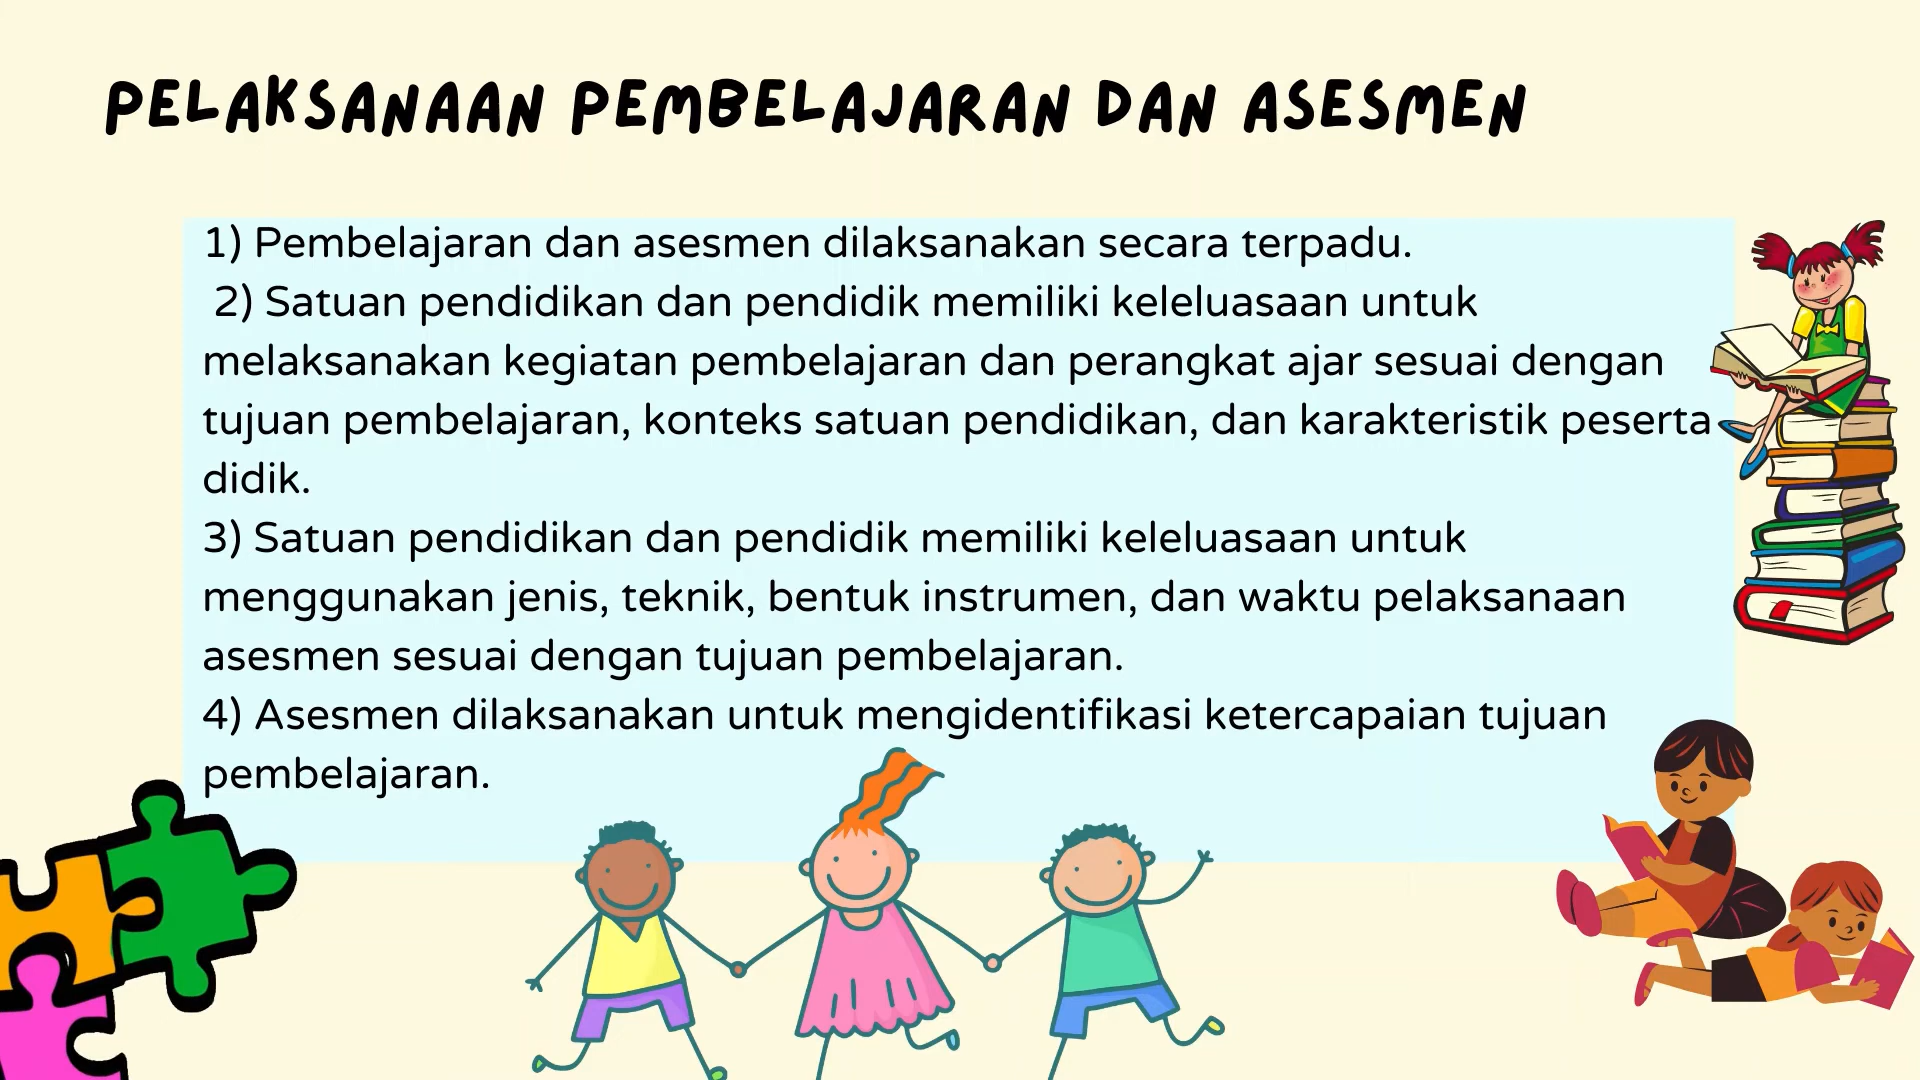 PELAKSANAAN PEMBELAJARAN DAN ASESMEN
1) Pembelajaran dan asesmen dilaksanakan secara terpadu.
2) Satuan pendidikan dan pendidik memiliki keleluasaan untuk
melaksanakan kegiatan pembelajaran dan perangkat ajar sesuai dengan
tujuan pembelajaran, konteks satuan pendidikan, dan karakteristik peserta
didik.
3) Satuan pendidikan dan pendidik memiliki keleluasaan untuk
menggunakan jenis, teknik, bentuk instrumen, dan waktu pelaksanaan
asesmen sesuai dengan tujuan pembelajaran.
4) Asesmen dilaksanakan untuk mengidentifikasi ketercapaian tujuan
pembelajaran.